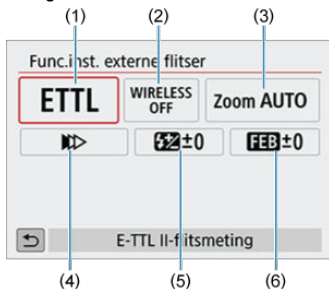 (1) (2) (3)
Func.inst. externe flitser
ETTL WIRELESS OFF Zoom AUTO
±0 FEB±0
E-TTL II-flitsmeting
(4) (5) (6)